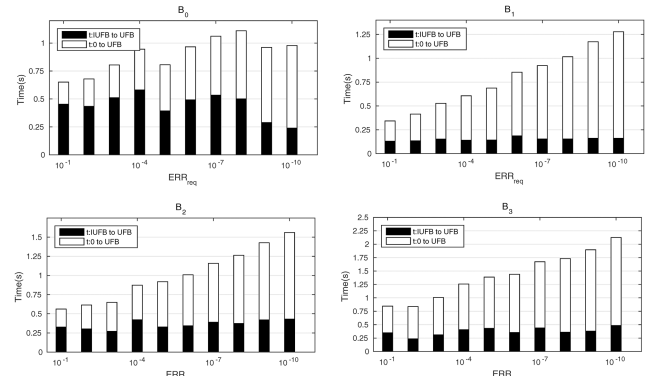 B0
t:IUFB to UFB
t:0 to UFB
1
0.75
0.5
0.25
0
Time(s)
10-1
10-4
10-7
10-10
ERRreq
B1
t:IUFB to UFB
t:0 to UFB
1.25
1
0.75
0.5
0.25
0
Time(s)
10-1
10-4
10-7
10-10
ERRreq
B2
t:IUFB to UFB
t:0 to UFB
1.5
1.25
1
0.75
0.5
0.25
0
Time(s)
10-1
10-4
10-7
10-10
ERR
B3
t:IUFB to UFB
t:0 to UFB
2.5
2.25
2
1.75
1.5
1.25
1
0.75
0.5
0.25
0
Time(s)
10-1
10-4
10-7
10-10
ERR